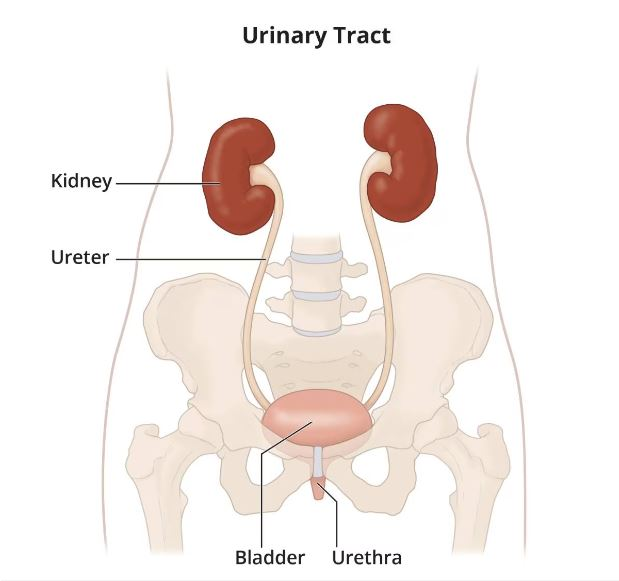 Urinary Tract
Kidney
Ureter
Bladder
Urethra